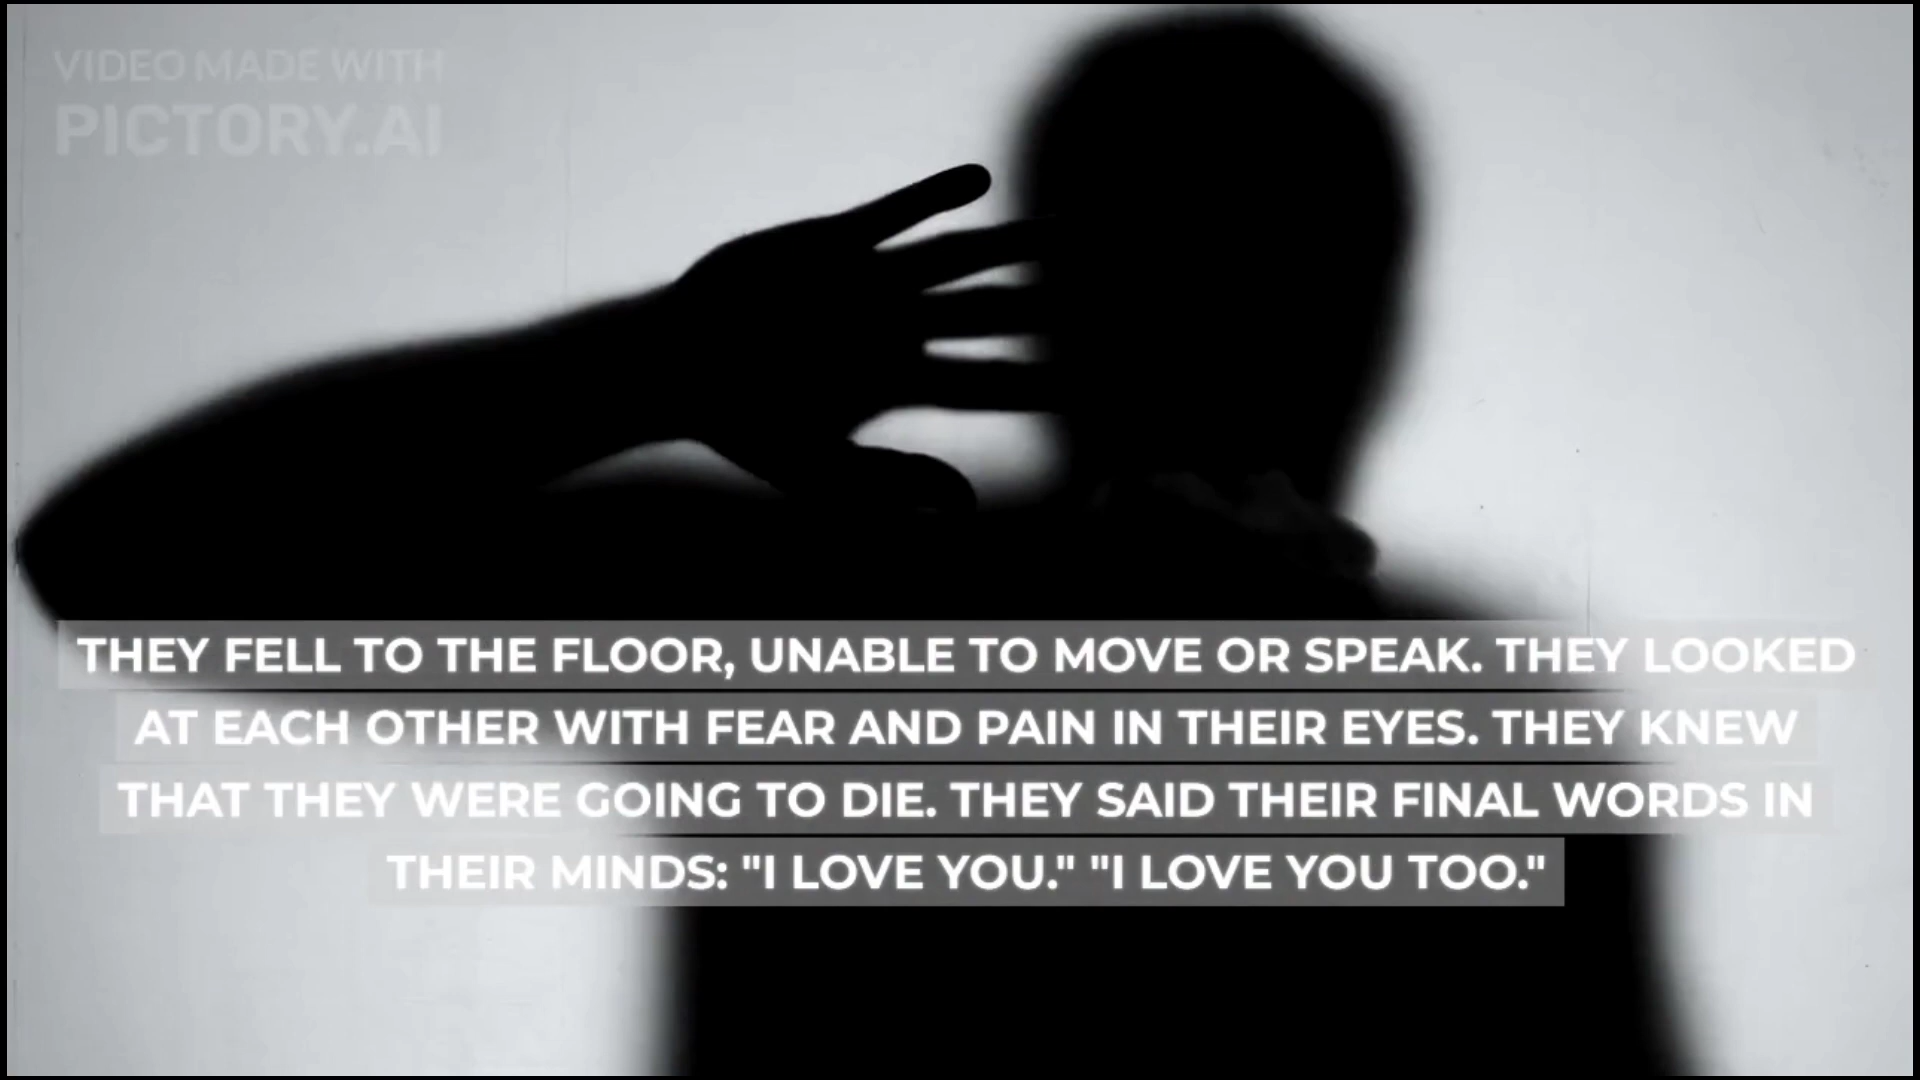 VIDEO MADE WITH
PICTORY.AI
THEY FELL TO THE FLOOR, UNABLE TO MOVE OR SPEAK. THEY LOOKED
AT EACH OTHER WITH FEAR AND PAIN IN THEIR EYES. THEY KNEW
THAT THEY WERE GOING TO DIE. THEY SAID THEIR FINAL WORDS IN
THEIR MINDS: "I LOVE YOU." "I LOVE YOU TOO."